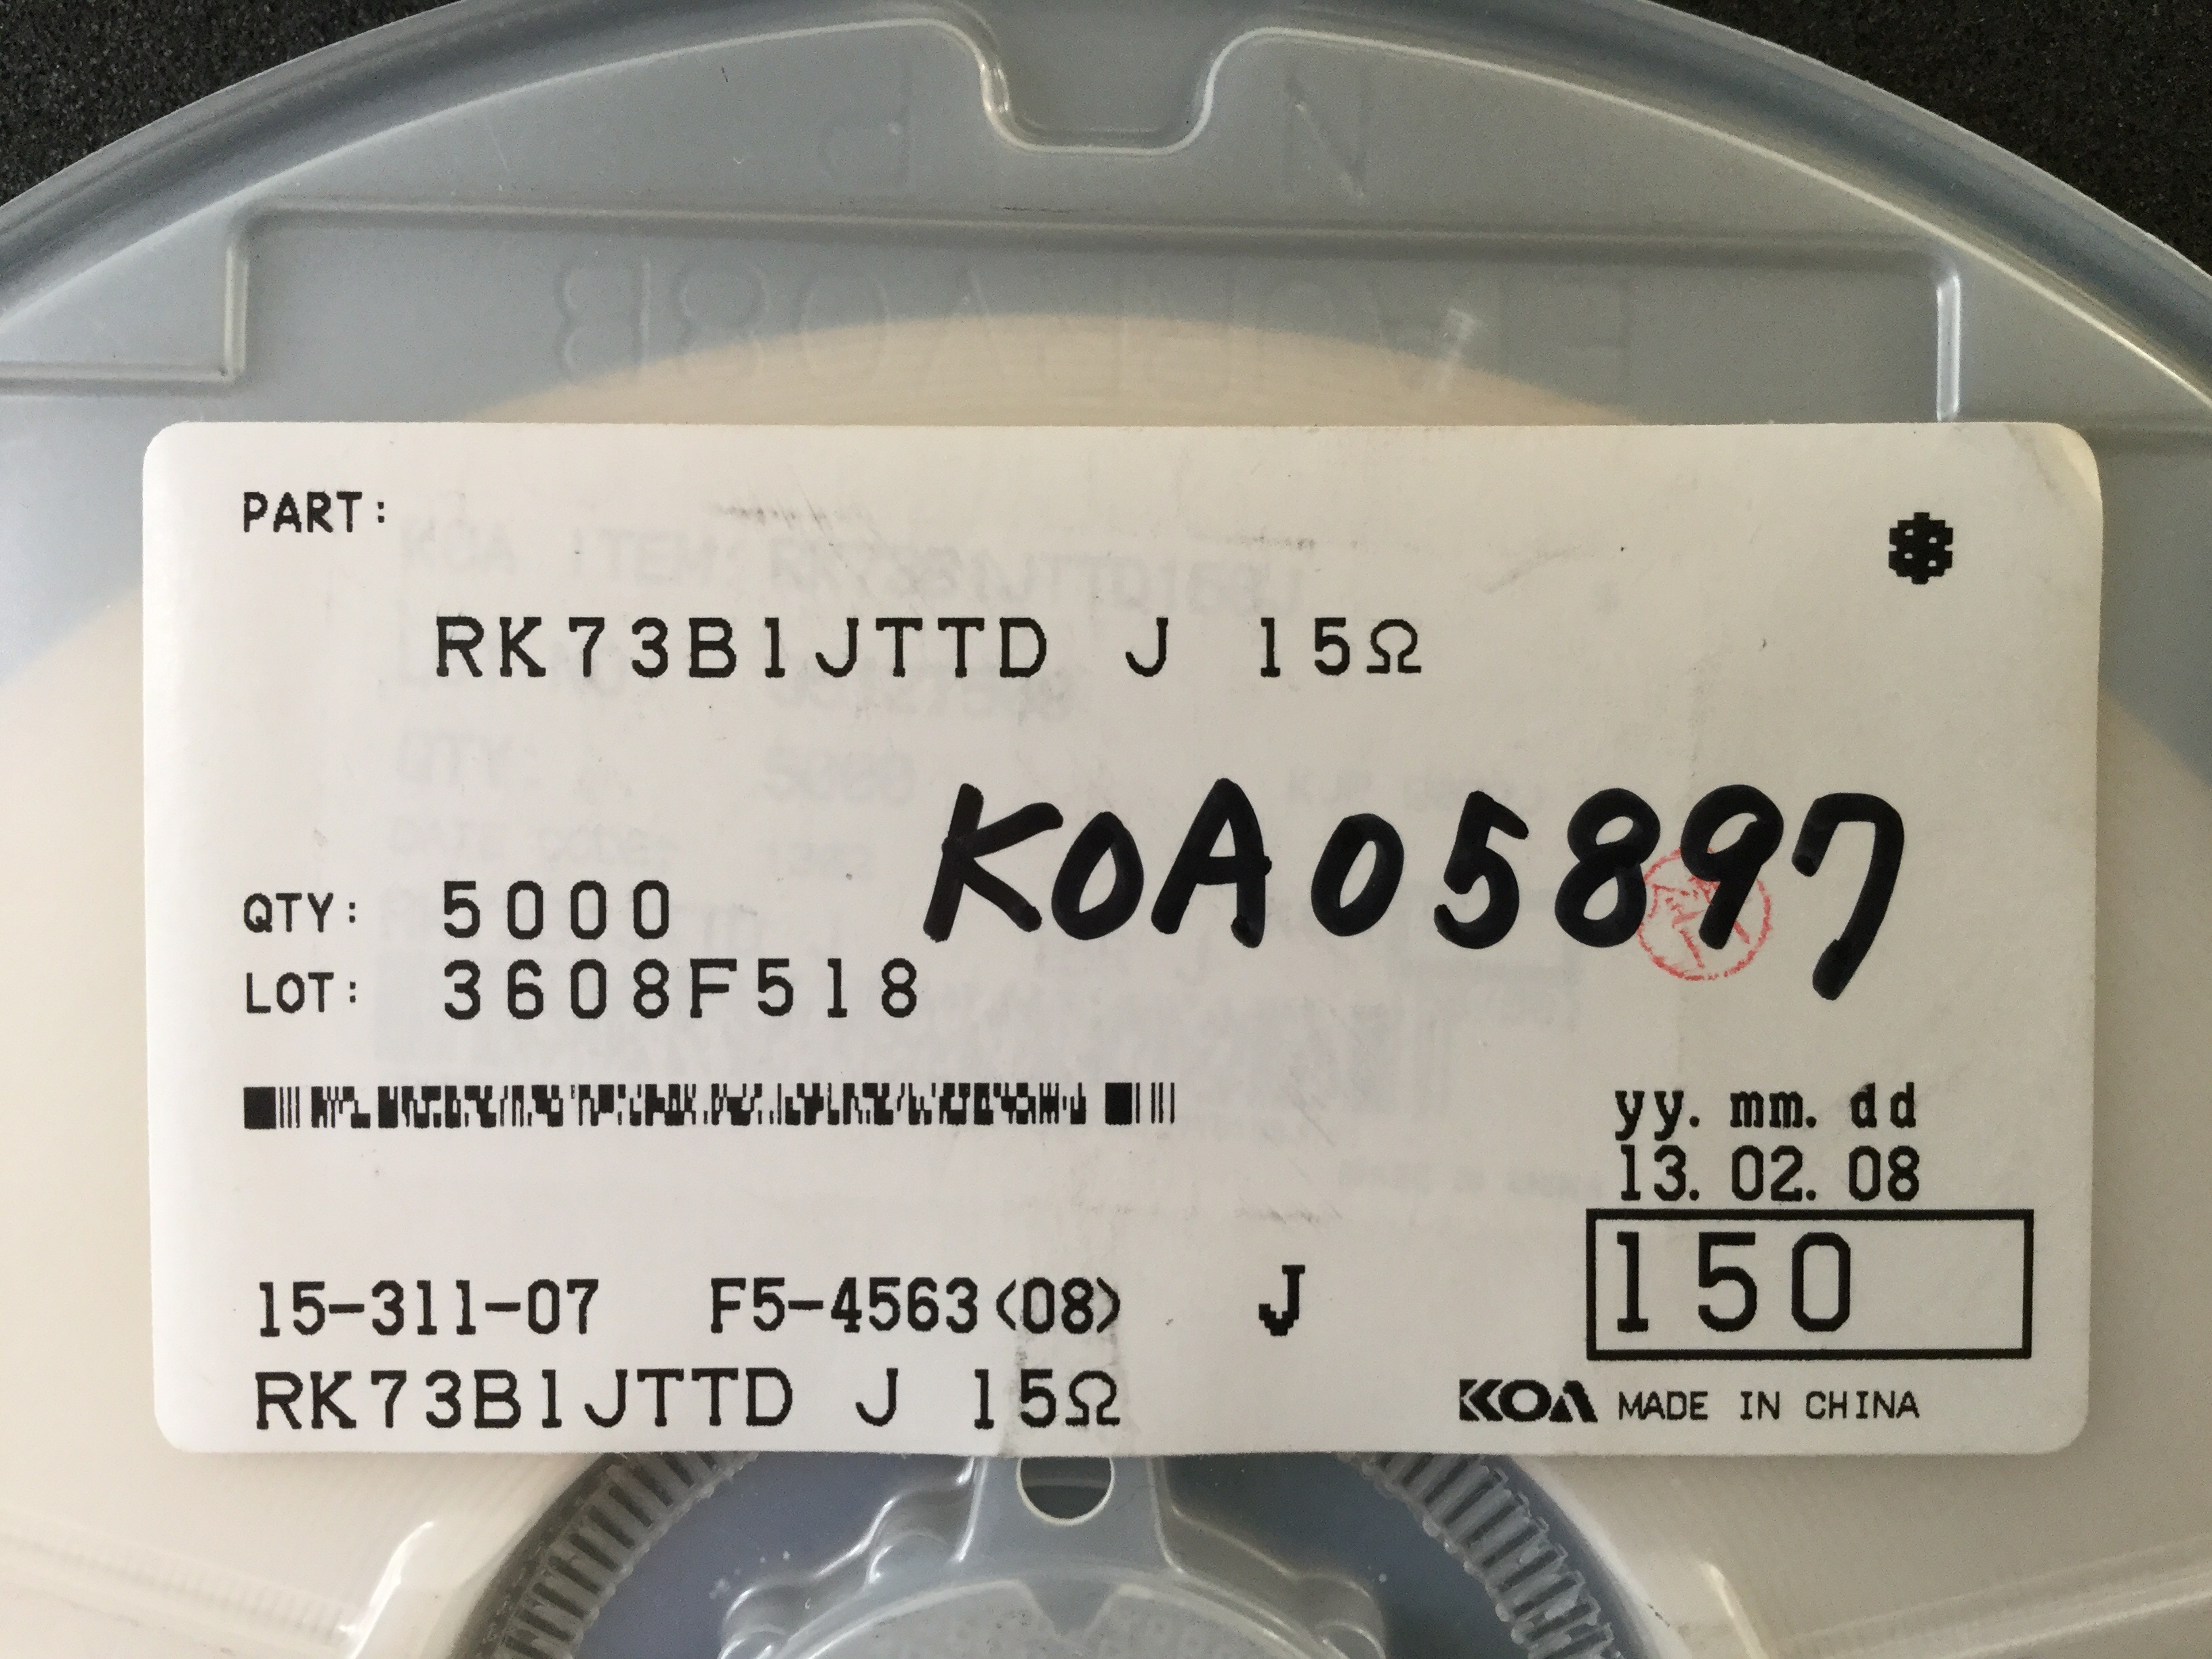 PART:
RK73B1JTTD J 15Ω
KOA05897
QTY: 5000
LOT: 3608F518
yy. mm. dd
13. 02. 08
150
15-311-07 F5-4563<08> J
RK73B1JTTD J 15Ω
KOA MADE IN CHINA